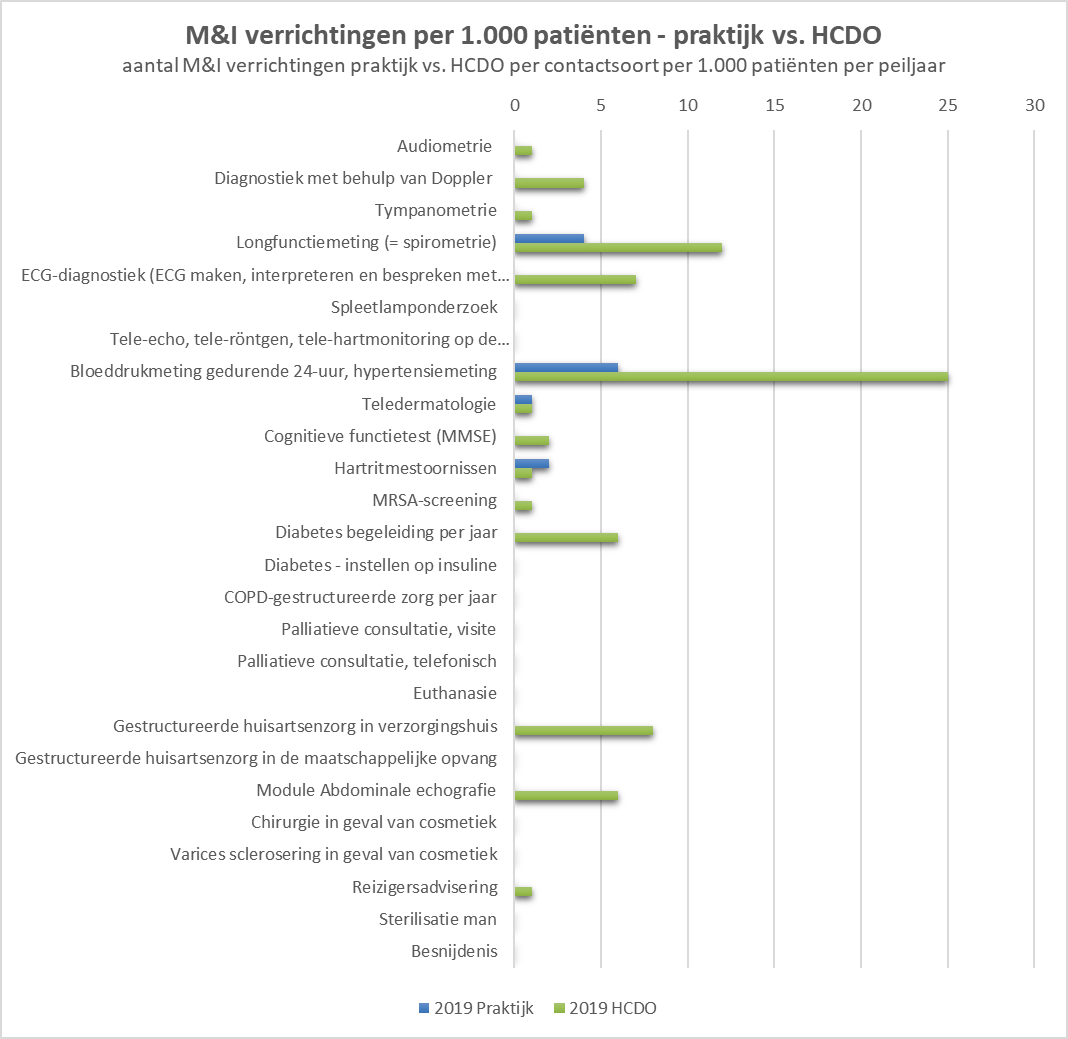 M&I verrichtingen per 1.000 patiënten - praktijk vs. HCDO
aantal M&I verrichtingen praktijk vs. HCDO per contactsoort per 1.000 patiënten per peiljaar
0 5 10 15 20 25 30
Audiometrie
Diagnostiek met behulp van Doppler
Tympanometrie
Longfunctiemeting (= spirometrie)
ECG-diagnostiek (ECG maken, interpreteren en bespreken met…
Spleetlamponderzoek
Tele-echo, tele-röntgen, tele-hartmonitoring op de…
Bloeddrukmeting gedurende 24-uur, hypertensiemeting
Teledermatologie
Cognitieve functietest (MMSE)
Hartritmestoornissen
MRSA-screening
Diabetes begeleiding per jaar
Diabetes - instellen op insuline
COPD-gestructureerde zorg per jaar
Palliatieve consultatie, visite
Palliatieve consultatie, telefonisch
Euthanasie
Gestructureerde huisartsenzorg in verzorgingshuis
Gestructureerde huisartsenzorg in de maatschappelijke opvang
Module Abdominale echografie
Chirurgie in geval van cosmetiek
Varices sclerosering in geval van cosmetiek
Reizigersadvisering
Sterilisatie man
Besnijdenis
2019 Praktijk 2019 HCDO